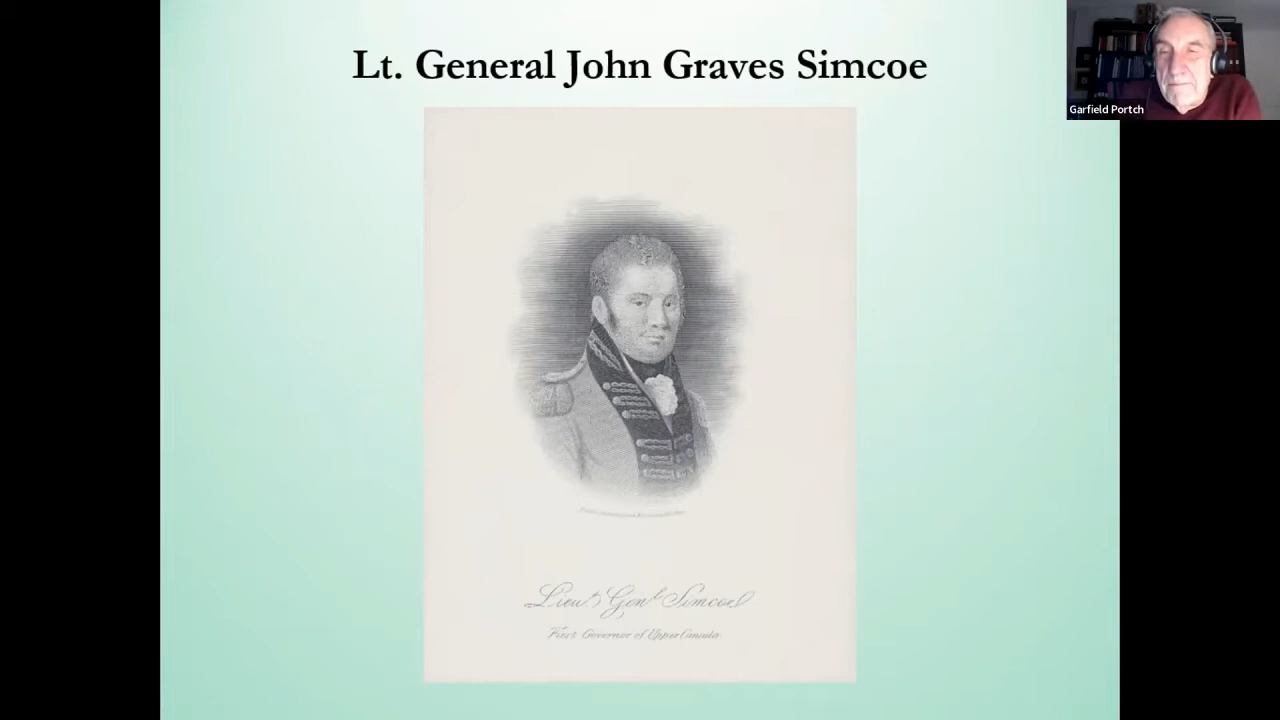 Lt. General John Graves Simcoe
Garfield Portch
Lieut. Genl. Simcoe
First Governor of Upper Canada